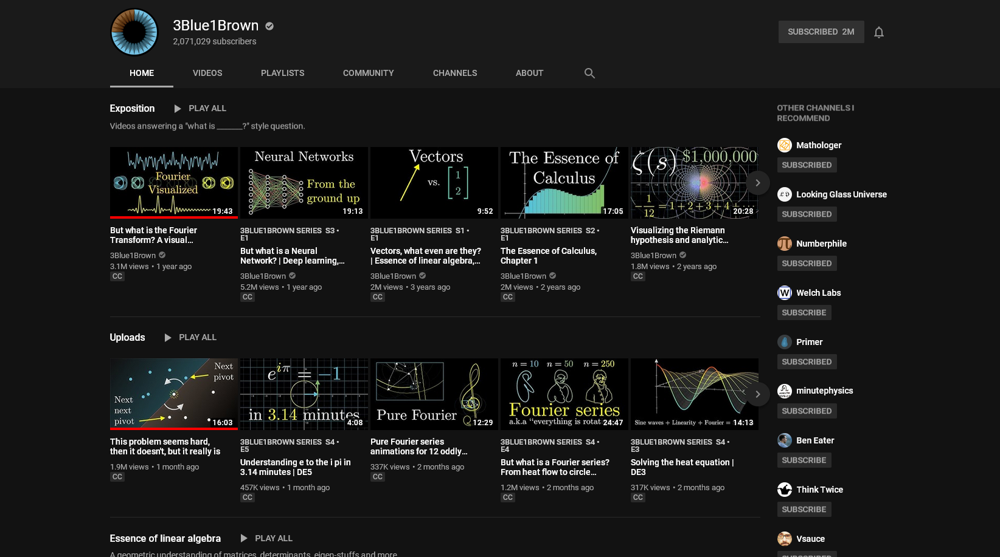 3Blue1Brown
2,071,029 subscribers
SUBSCRIBED 2M
HOME VIDEOS PLAYLISTS COMMUNITY CHANNELS ABOUT
Exposition PLAY ALL
Videos answering a "what is ______?" style question.
Fourier
Visualized
19:43
But what is the Fourier
Transform? A visual…
3Blue1Brown
3.1M views • 1 year ago
CC
Neural Networks
From the
ground up
19:13
3BLUE1BROWN SERIES S3 •
E1
But what is a Neural
Network? | Deep learning,…
3Blue1Brown
5.2M views • 1 year ago
CC
Vectors
vs. [1 2]
9:52
3BLUE1BROWN SERIES S1 •
E1
Vectors, what even are they?
| Essence of linear algebra,…
3Blue1Brown
2M views • 3 years ago
CC
The Essence of
Calculus
17:05
3BLUE1BROWN SERIES S2 •
E1
The Essence of Calculus,
Chapter 1
3Blue1Brown
2M views • 2 years ago
CC
ζ(s) $1,000,000
-1/12 = 1 + 2 + 3 + 4 + ⋯
20:28
Visualizing the Riemann
hypothesis and analytic…
3Blue1Brown
1.8M views • 2 years ago
CC
Uploads PLAY ALL
Next
pivot
Next
next
pivot
16:03
This problem seems hard,
then it doesn't, but it really is
1.9M views • 1 month ago
CC
e^iπ = −1
in 3.14 minutes
4:08
3BLUE1BROWN SERIES S4 •
E5
Understanding e to the i pi in
3.14 minutes | DE5
457K views • 1 month ago
CC
Pure Fourier
12:29
Pure Fourier series
animations for 12 oddly…
337K views • 2 months ago
CC
n = 10 n = 50 n = 250
Fourier series
a.k.a "everything is rotat
24:47
3BLUE1BROWN SERIES S4 •
E4
But what is a Fourier series?
From heat flow to circle…
1.2M views • 2 months ago
CC
Sine waves + Linearity + Fourier =
14:13
3BLUE1BROWN SERIES S4 •
E3
Solving the heat equation |
DE3
317K views • 2 months ago
CC
Essence of linear algebra PLAY ALL
A geometric understanding of matrices, determinants, eigen-stuffs and more.
OTHER CHANNELS I
RECOMMEND
Mathologer
SUBSCRIBED
Looking Glass Universe
SUBSCRIBED
Numberphile
SUBSCRIBED
W
Welch Labs
SUBSCRIBE
Primer
SUBSCRIBED
minutephysics
SUBSCRIBED
Ben Eater
SUBSCRIBE
Think Twice
SUBSCRIBE
Vsauce
SUBSCRIBED